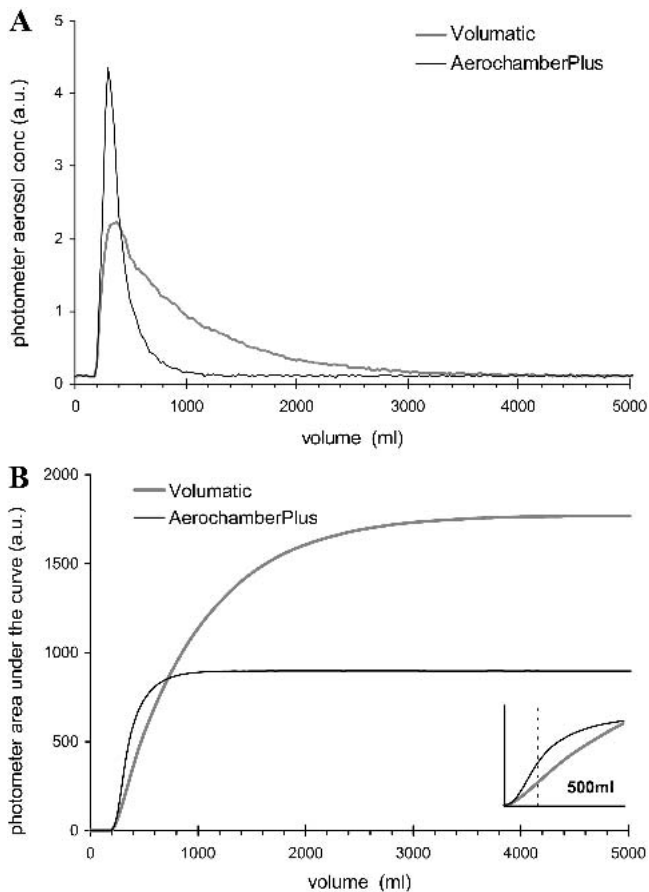 A
photometer aerosol conc (a.u.)
5
4
3
2
1
0
Volumatic
AerochamberPlus
0 1000 2000 3000 4000 5000
volume (ml)
B
photometer area under the curve (a.u.)
2000
1500
1000
500
0
Volumatic
AerochamberPlus
500ml
0 1000 2000 3000 4000 5000
volume (ml)